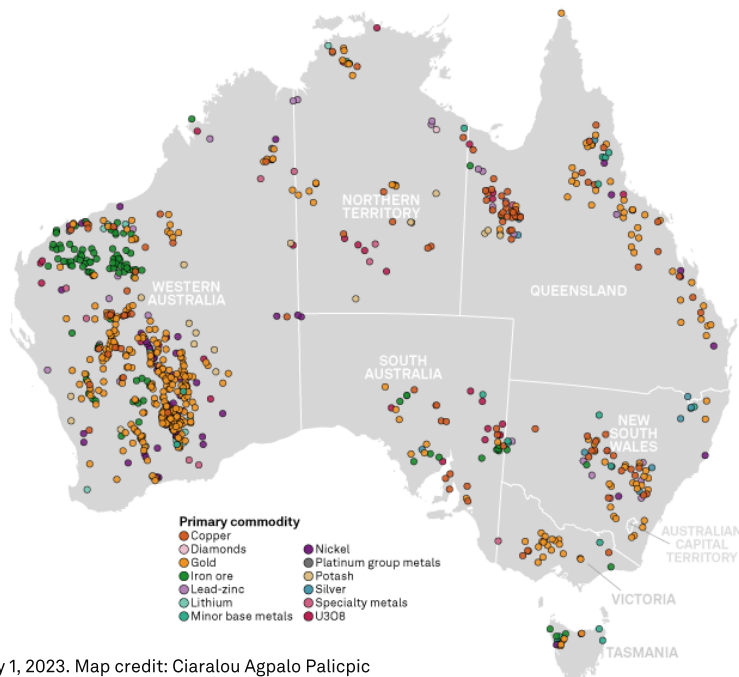 NORTHERN
TERRITORY
WESTERN
AUSTRALIA
QUEENSLAND
SOUTH
AUSTRALIA
NEW
SOUTH
WALES
AUSTRALIAN
CAPITAL
TERRITORY
VICTORIA
TASMANIA
Primary commodity
Copper
Diamonds
Gold
Iron ore
Lead-zinc
Lithium
Minor base metals
Nickel
Platinum group metals
Potash
Silver
Specialty metals
U3O8
y 1, 2023. Map credit: Ciaralou Agpalo Palicpic